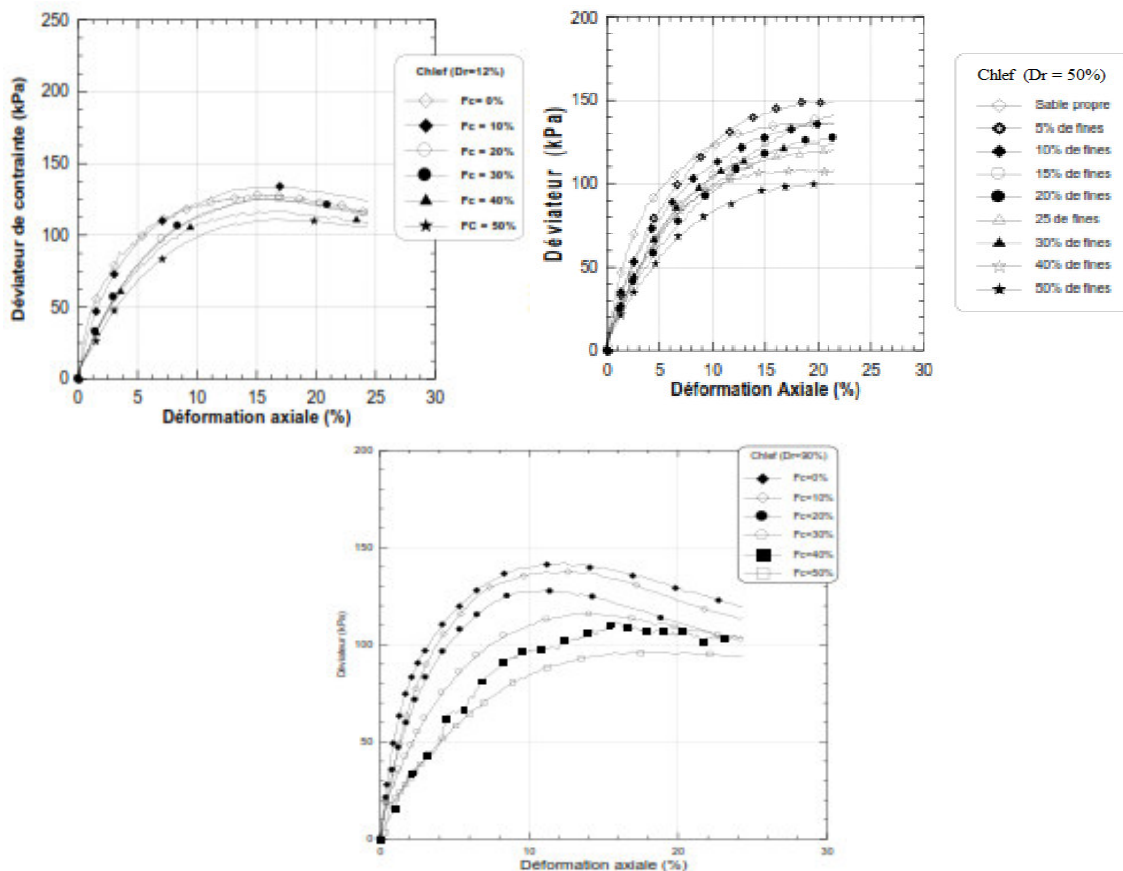 250
200
150
100
50
0
0
5
10
15
20
25
30
Déviateur de contrainte (kPa)
Déformation axiale (%)
Chlef (Dr=12%)
Fc= 0%
Fc = 10%
Fc = 20%
Fc = 30%
Fc = 40%
FC = 50%
200
150
100
50
0
0
5
10
15
20
25
30
Déviateur (kPa)
Déformation Axiale (%)
Chlef (Dr = 50%)
Sable propre
5% de fines
10% de fines
15% de fines
20% de fines
25 de fines
30% de fines
40% de fines
50% de fines
200
150
100
50
0
0
10
20
30
Déviateur (kPa)
Déformation axiale (%)
Chlef (Dr=90%)
Fc=0%
Fc=10%
Fc=20%
Fc=30%
Fc=40%
Fc=50%